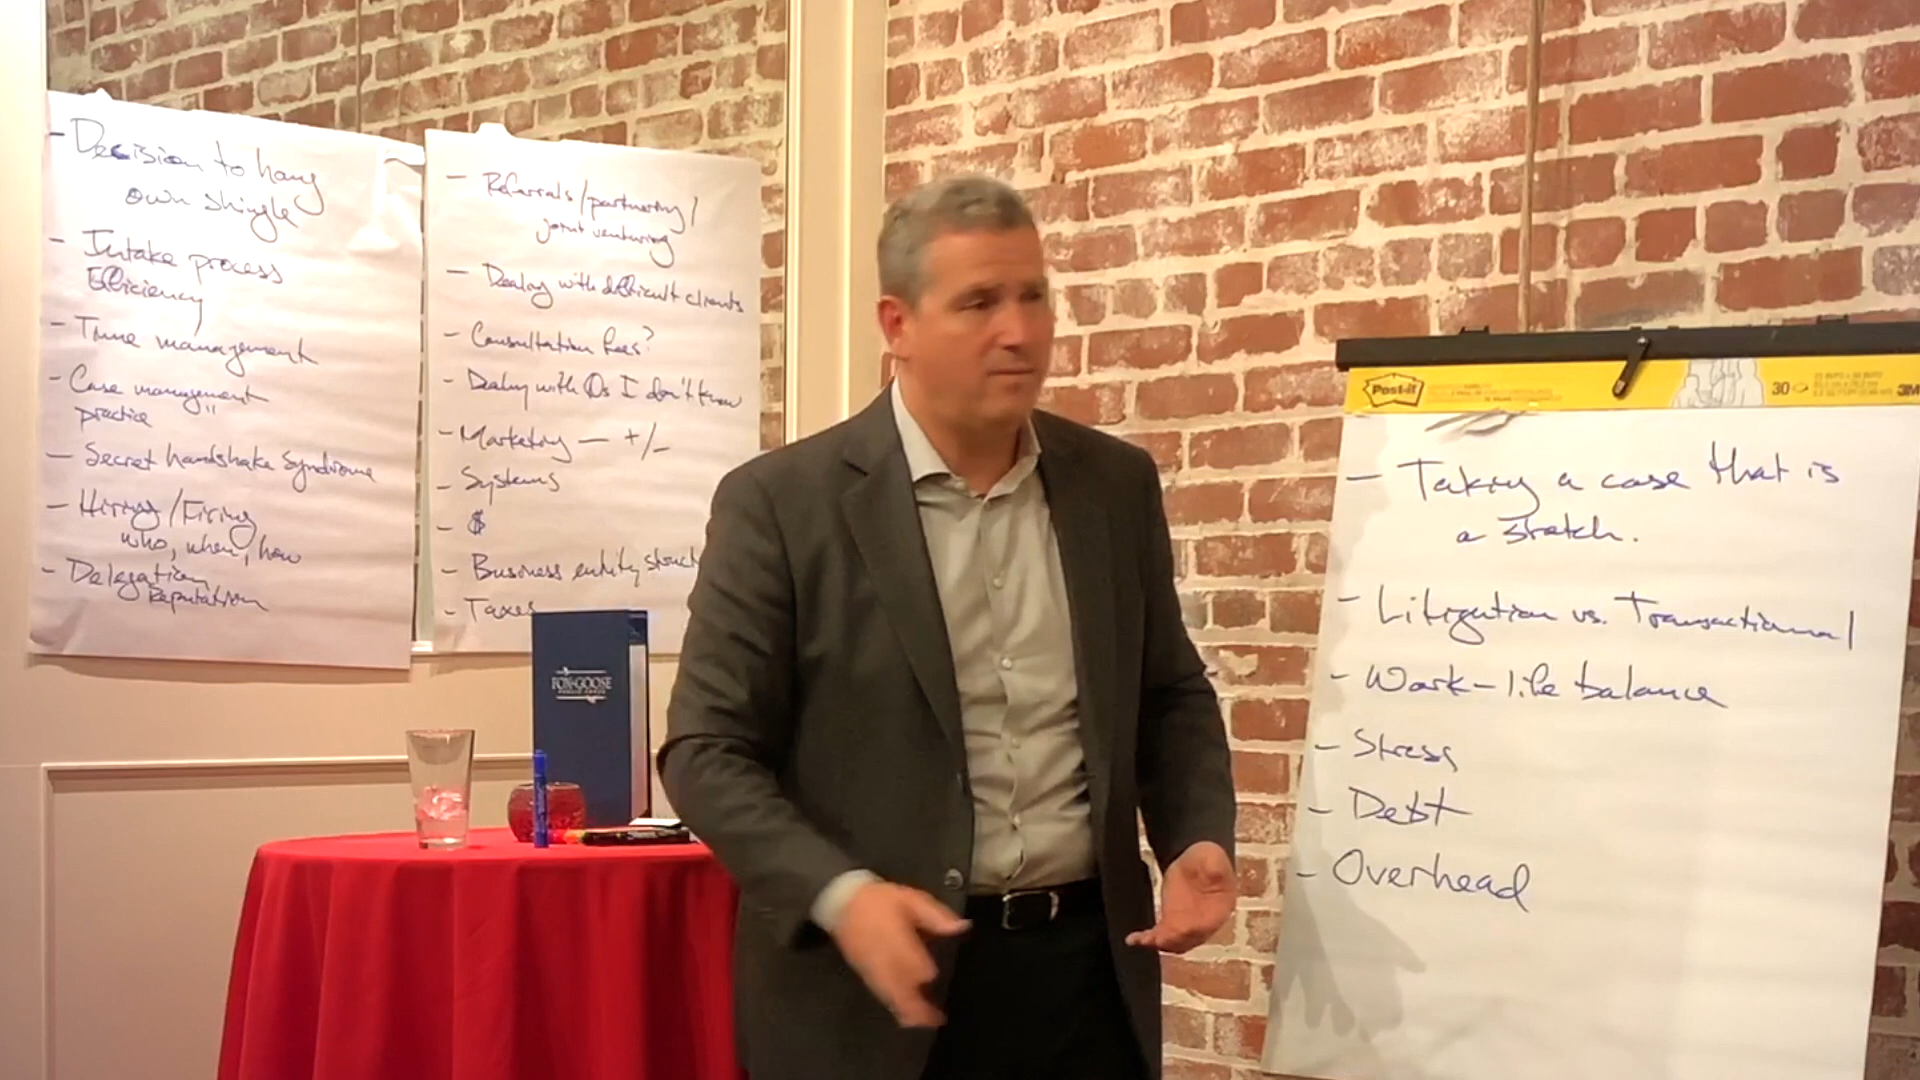 - Decision to hang
own shingle
- Intake process
Efficiency
- Time management
- Case management
practice "
- Secret handshake Syndrome
- Hiring/Firing
who, when, how
- Delegation
Reputation
- Referrals/partnering/
joint venturing
- Dealing with difficult clients
- Consultation fees?
- Dealing with Qs I don't know
- Marketing — +/-
- Systems
- $
- Business entity struct
- Taxes
FOX & GOOSE
PUBLIC HOUSE
Post-it
30
3M
- Taking a case that is
a stretch.
- Litigation vs. Transactional
- Work-life balance
- Stress
- Debt
- Overhead